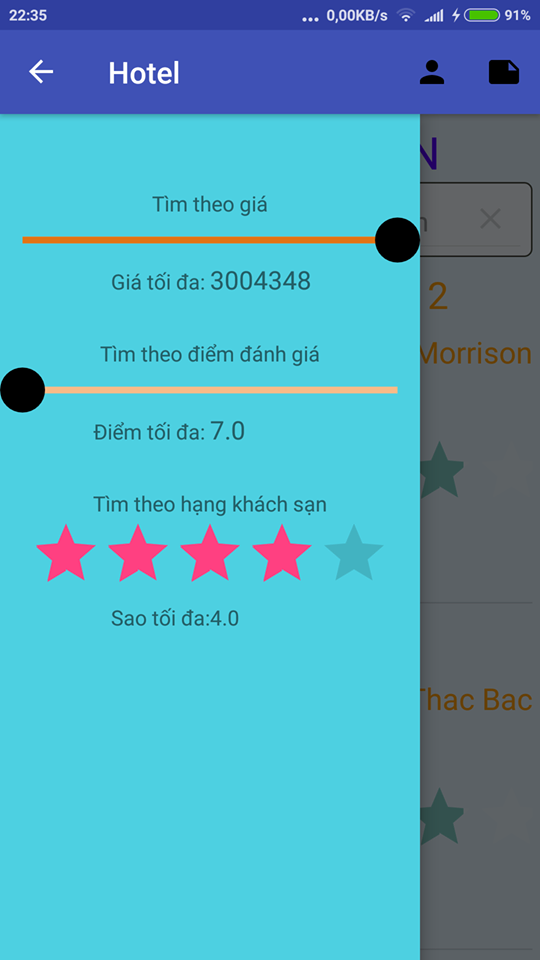 22:35 ... 0,00KB/s 91%
Hotel
N
Tìm theo giá
Giá tối đa: 3004348
2
Tìm theo điểm đánh giá
Morrison
Điểm tối đa: 7.0
Tìm theo hạng khách sạn
Sao tối đa:4.0
Thac Bac